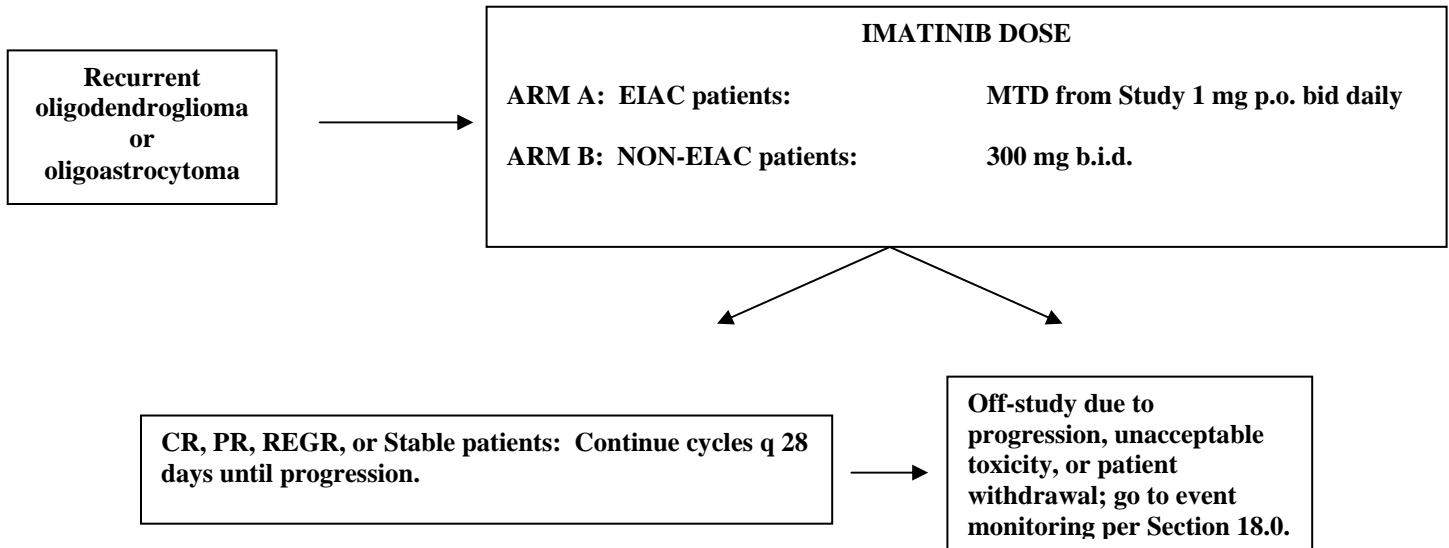 Recurrent
oligodendroglioma
or
oligoastrocytoma
IMATINIB DOSE
ARM A: EIAC patients: MTD from Study 1 mg p.o. bid daily
ARM B: NON-EIAC patients: 300 mg b.i.d.
CR, PR, REGR, or Stable patients: Continue cycles q 28
days until progression.
Off-study due to
progression, unacceptable
toxicity, or patient
withdrawal; go to event
monitoring per Section 18.0.